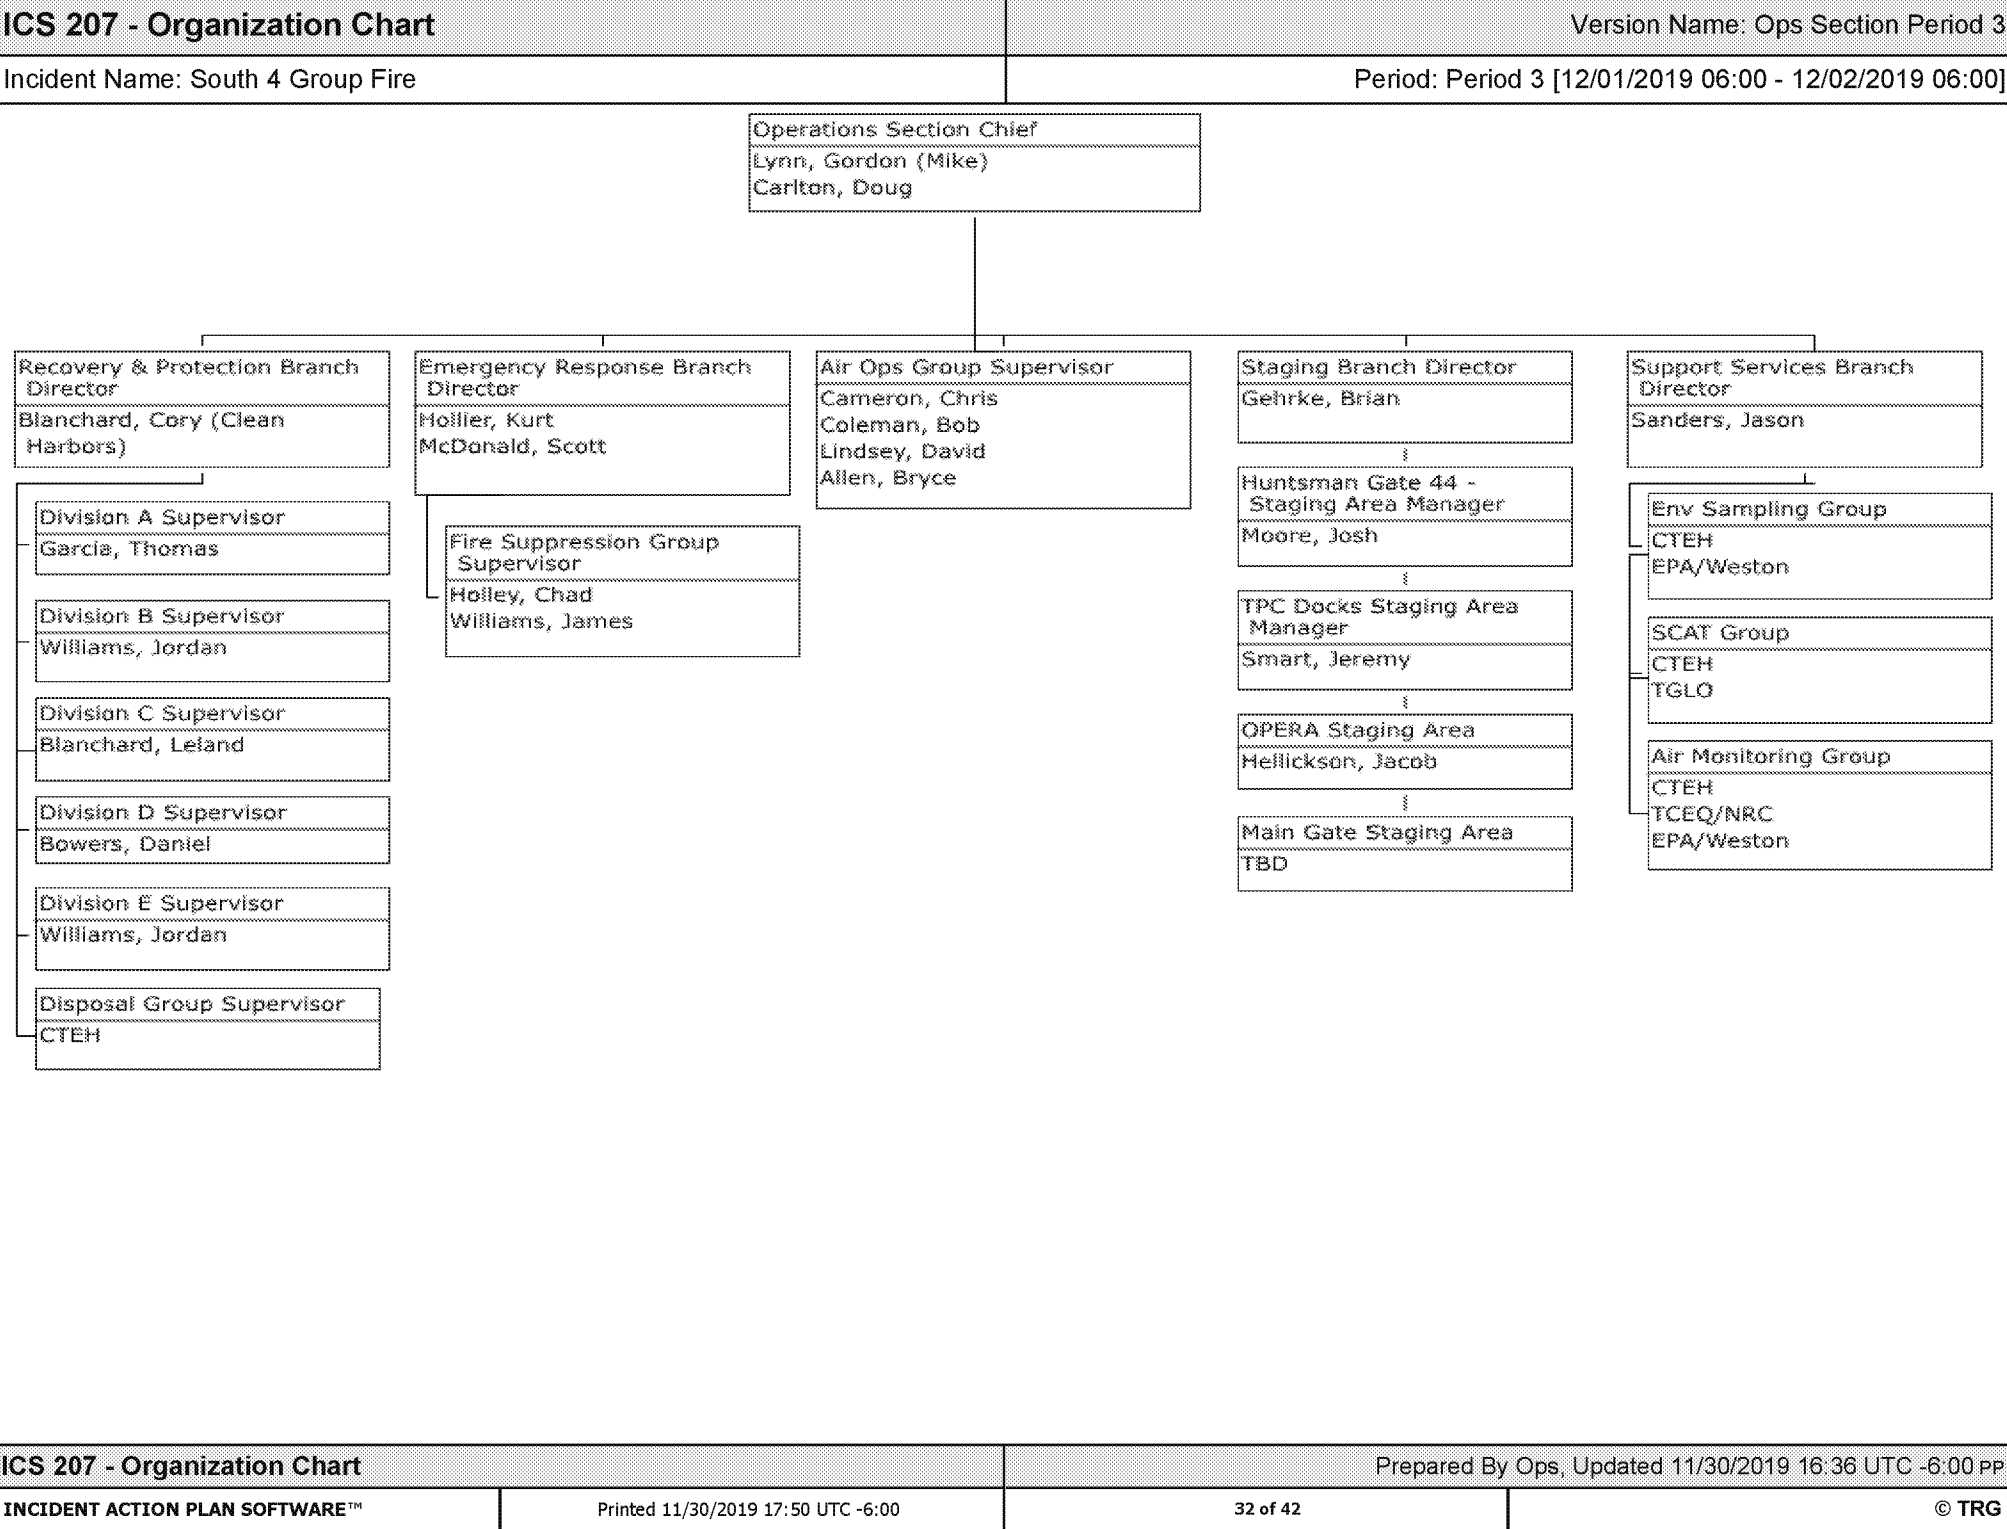 ICS 207 - Organization Chart
Version Name: Ops Section Period 3
Incident Name: South 4 Group Fire
Period: Period 3 [12/01/2019 06:00 - 12/02/2019 06:00]
Operations Section Chief
Lynn, Gordon (Mike)
Carlton, Doug
Recovery & Protection Branch
Director
Blanchard, Cory (Clean
Harbors)
Division A Supervisor
Garcia, Thomas
Division B Supervisor
Williams, Jordan
Division C Supervisor
Blanchard, Leland
Division D Supervisor
Bowers, Daniel
Division E Supervisor
Williams, Jordan
Disposal Group Supervisor
CTEH
Emergency Response Branch
Director
Hollier, Kurt
McDonald, Scott
Fire Suppression Group
Supervisor
Holley, Chad
Williams, James
Air Ops Group Supervisor
Cameron, Chris
Coleman, Bob
Lindsey, David
Allen, Bryce
Staging Branch Director
Gehrke, Brian
Huntsman Gate 44 -
Staging Area Manager
Moore, Josh
TPC Docks Staging Area
Manager
Smart, Jeremy
OPERA Staging Area
Hellickson, Jacob
Main Gate Staging Area
TBD
Support Services Branch
Director
Sanders, Jason
Env Sampling Group
CTEH
EPA/Weston
SCAT Group
CTEH
TGLO
Air Monitoring Group
CTEH
TCEQ/NRC
EPA/Weston
ICS 207 - Organization Chart
Prepared By Ops, Updated 11/30/2019 16:36 UTC -6:00 PP
INCIDENT ACTION PLAN SOFTWARE™
Printed 11/30/2019 17:50 UTC -6:00
32 of 42
© TRG